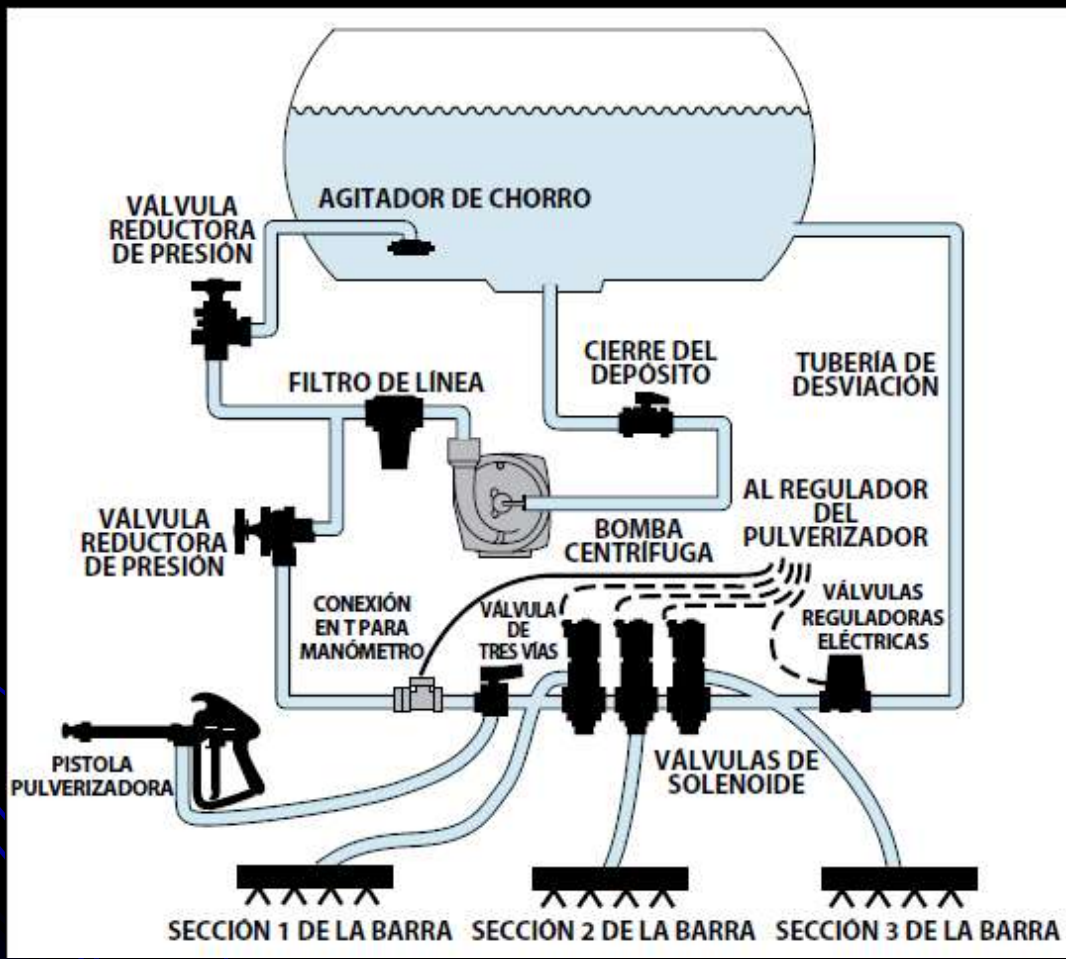 AGITADOR DE CHORRO
VÁLVULA
REDUCTORA
DE PRESIÓN
CIERRE DEL
DEPÓSITO
TUBERÍA DE
DESVIACIÓN
FILTRO DE LÍNEA
AL REGULADOR
DEL
PULVERIZADOR
VÁLVULA
REDUCTORA
DE PRESIÓN
BOMBA
CENTRÍFUGA
CONEXIÓN
EN T PARA
MANÓMETRO
VÁLVULA
DE
TRES VÍAS
VÁLVULAS
REGULADORAS
ELÉCTRICAS
PISTOLA
PULVERIZADORA
VÁLVULAS DE
SOLENOIDE
SECCIÓN 1 DE LA BARRA
SECCIÓN 2 DE LA BARRA
SECCIÓN 3 DE LA BARRA